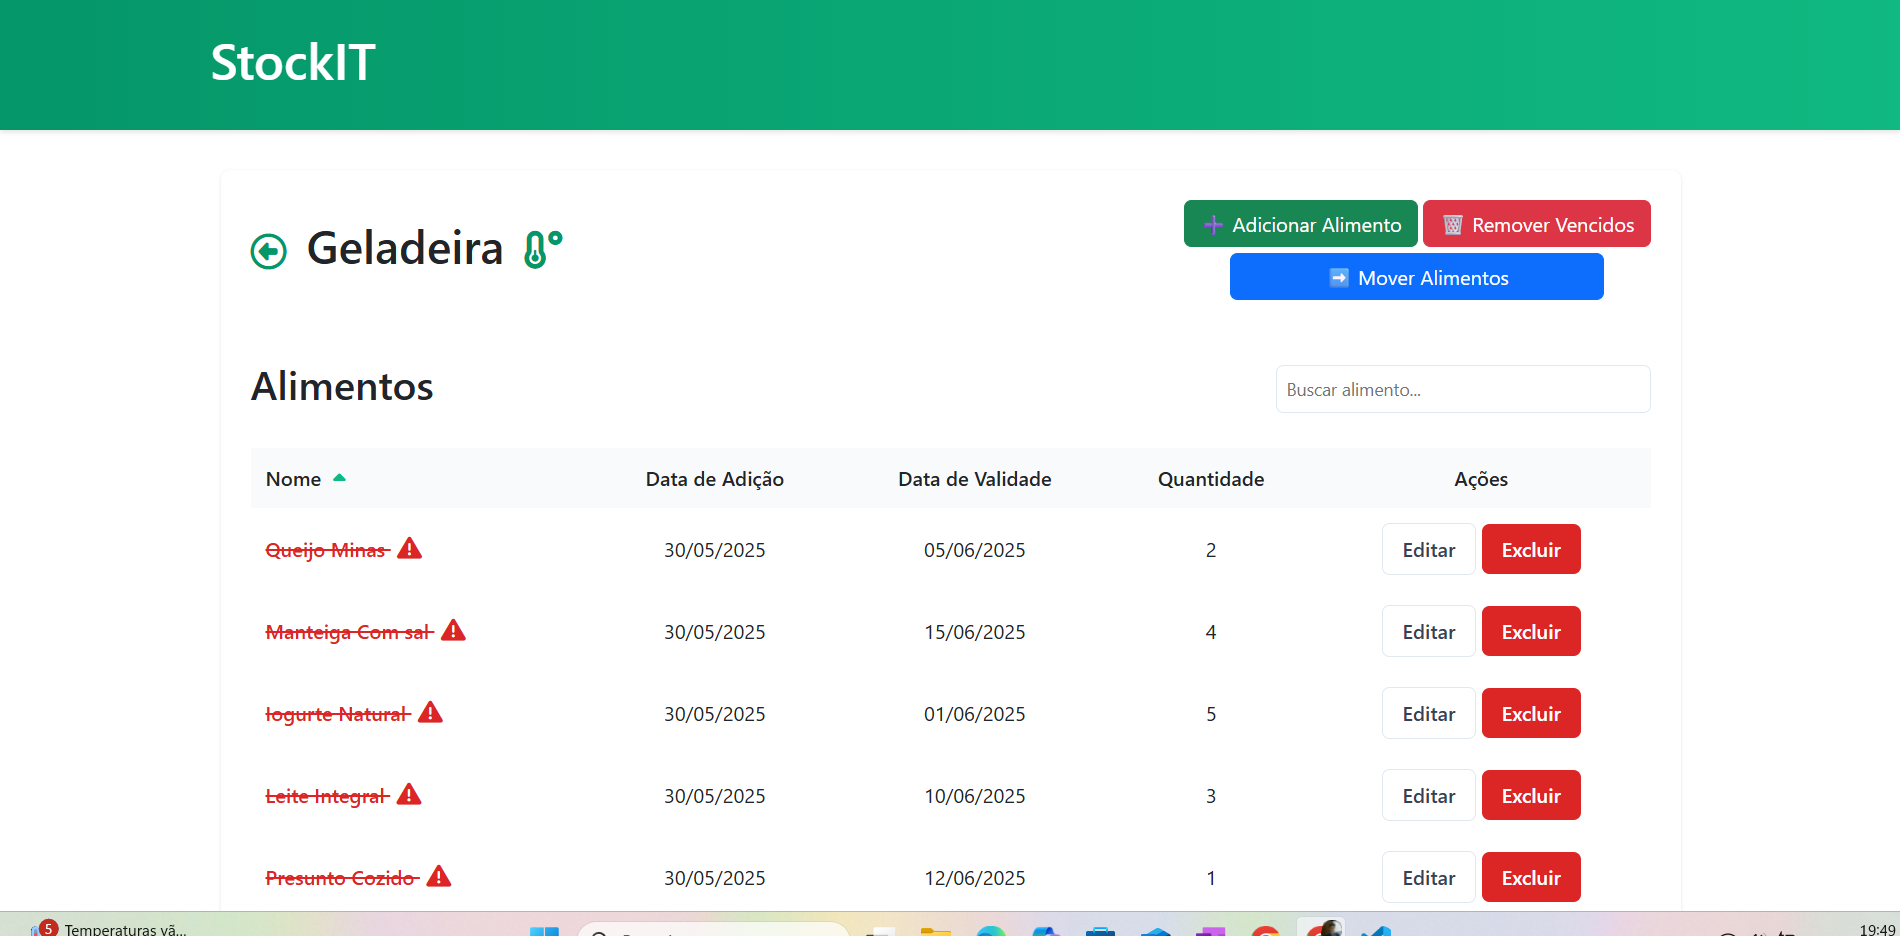 StockIT
Geladeira
Adicionar Alimento
Remover Vencidos
Mover Alimentos
Alimentos
Buscar alimento...
Nome Data de Adição Data de Validade Quantidade Ações
Queijo Minas 30/05/2025 05/06/2025 2 Editar Excluir
Manteiga Com sal 30/05/2025 15/06/2025 4 Editar Excluir
Iogurte Natural 30/05/2025 01/06/2025 5 Editar Excluir
Leite Integral 30/05/2025 10/06/2025 3 Editar Excluir
Presunto Cozido 30/05/2025 12/06/2025 1 Editar Excluir
5 Temperaturas vã...
19:49